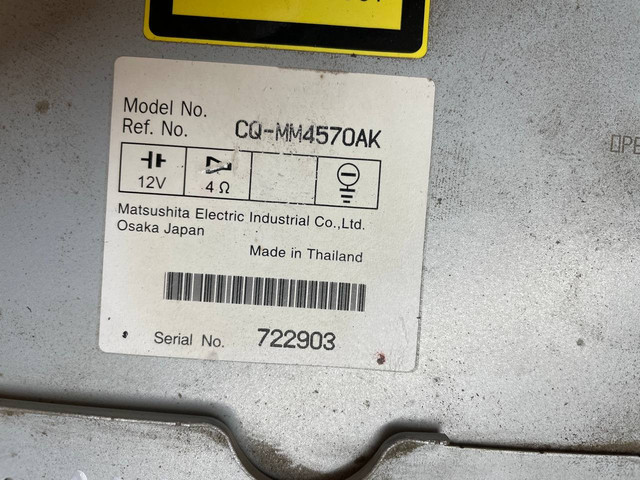 Model No.
Ref. No. CQ-MM4570AK
12V 4 Ω
Matsushita Electric Industrial Co.,Ltd.
Osaka Japan
Made in Thailand
Serial No. 722903